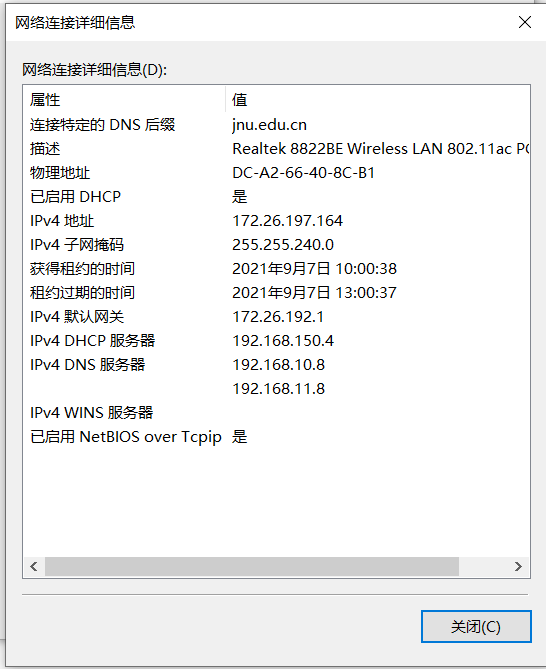 网络连接详细信息
网络连接详细信息(D):
属性 值
连接特定的 DNS 后缀 jnu.edu.cn
描述 Realtek 8822BE Wireless LAN 802.11ac PC
物理地址 DC-A2-66-40-8C-B1
已启用 DHCP 是
IPv4 地址 172.26.197.164
IPv4 子网掩码 255.255.240.0
获得租约的时间 2021年9月7日 10:00:38
租约过期的时间 2021年9月7日 13:00:37
IPv4 默认网关 172.26.192.1
IPv4 DHCP 服务器 192.168.150.4
IPv4 DNS 服务器 192.168.10.8
192.168.11.8
IPv4 WINS 服务器
已启用 NetBIOS over Tcpip 是
关闭(C)